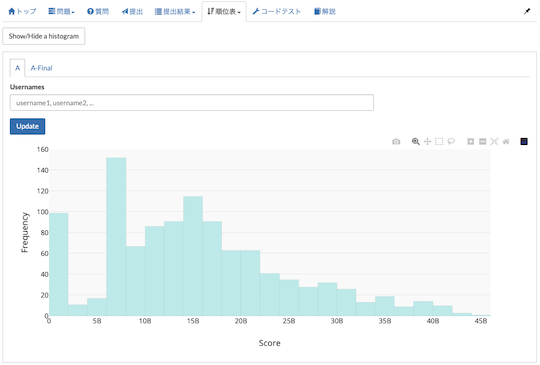 トップ 問題 質問 提出 提出結果 順位表 コードテスト 解説
Show/Hide a histogram
A A-Final
Usernames
username1, username2, ...
Update
160
140
120
100
80
60
40
20
0
Frequency
0 5B 10B 15B 20B 25B 30B 35B 40B 45B
Score